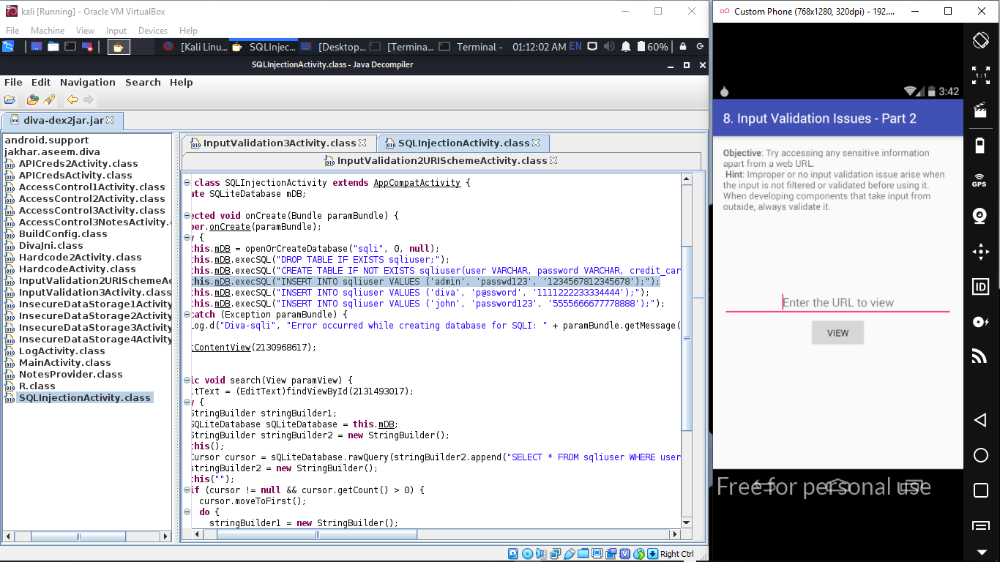 kali [Running] - Oracle VM VirtualBox
File Machine View Input Devices Help
[Kali Linu... SQLInjec... [Desktop... [Termina... Terminal - 01:12:02 AM EN 60%
SQLInjectionActivity.class - Java Decompiler
File Edit Navigation Search Help
diva-dex2jar.jar
android.support
jakhar.aseem.diva
APICreds2Activity.class
APICredsActivity.class
AccessControl1Activity.class
AccessControl2Activity.class
AccessControl3Activity.class
AccessControl3NotesActivity.
BuildConfig.class
DivaJni.class
Hardcode2Activity.class
HardcodeActivity.class
InputValidation2URISchemeAc
InputValidation3Activity.class
InsecureDataStorage1Activity
InsecureDataStorage2Activity
InsecureDataStorage3Activity
InsecureDataStorage4Activity
LogActivity.class
MainActivity.class
NotesProvider.class
R.class
SQLInjectionActivity.class
InputValidation3Activity.class SQLInjectionActivity.class
InputValidation2URISchemeActivity.class
class SQLInjectionActivity extends AppCompatActivity {
ate SQLiteDatabase mDB;
ected void onCreate(Bundle paramBundle) {
per.onCreate(paramBundle);
y {
this.mDB = openOrCreateDatabase("sqli", 0, null);
this.mDB.execSQL("DROP TABLE IF EXISTS sqliuser;");
this.mDB.execSQL("CREATE TABLE IF NOT EXISTS sqliuser(user VARCHAR, password VARCHAR, credit_car
this.mDB.execSQL("INSERT INTO sqliuser VALUES ('admin', 'passwd123', '1234567812345678');");
this.mDB.execSQL("INSERT INTO sqliuser VALUES ('diva', 'p@ssword', '1111222233334444');");
this.mDB.execSQL("INSERT INTO sqliuser VALUES ('john', 'password123', '5555666677778888');");
catch (Exception paramBundle) {
Log.d("Diva-sqli", "Error occurred while creating database for SQLI: " + paramBundle.getMessage(
tContentView(2130968617);
ic void search(View paramView) {
itText = (EditText)findViewById(2131493017);
y {
StringBuilder stringBuilder1;
SQLiteDatabase sQLiteDatabase = this.mDB;
StringBuilder stringBuilder2 = new StringBuilder();
this();
Cursor cursor = sQLiteDatabase.rawQuery(stringBuilder2.append("SELECT * FROM sqliuser WHERE user
stringBuilder2 = new StringBuilder();
this("");
if (cursor != null && cursor.getCount() > 0) {
cursor.moveToFirst();
do {
stringBuilder1 = new StringBuilder();
Right Ctrl
Custom Phone (768x1280, 320dpi) - 192....
3:42
8. Input Validation Issues - Part 2
Objective: Try accessing any sensitive information
apart from a web URL.
Hint: Improper or no input validation issue arise when
the input is not filtered or validated before using it.
When developing components that take input from
outside, always validate it.
Enter the URL to view
VIEW
Free for personal use
1:1
GPS
ID